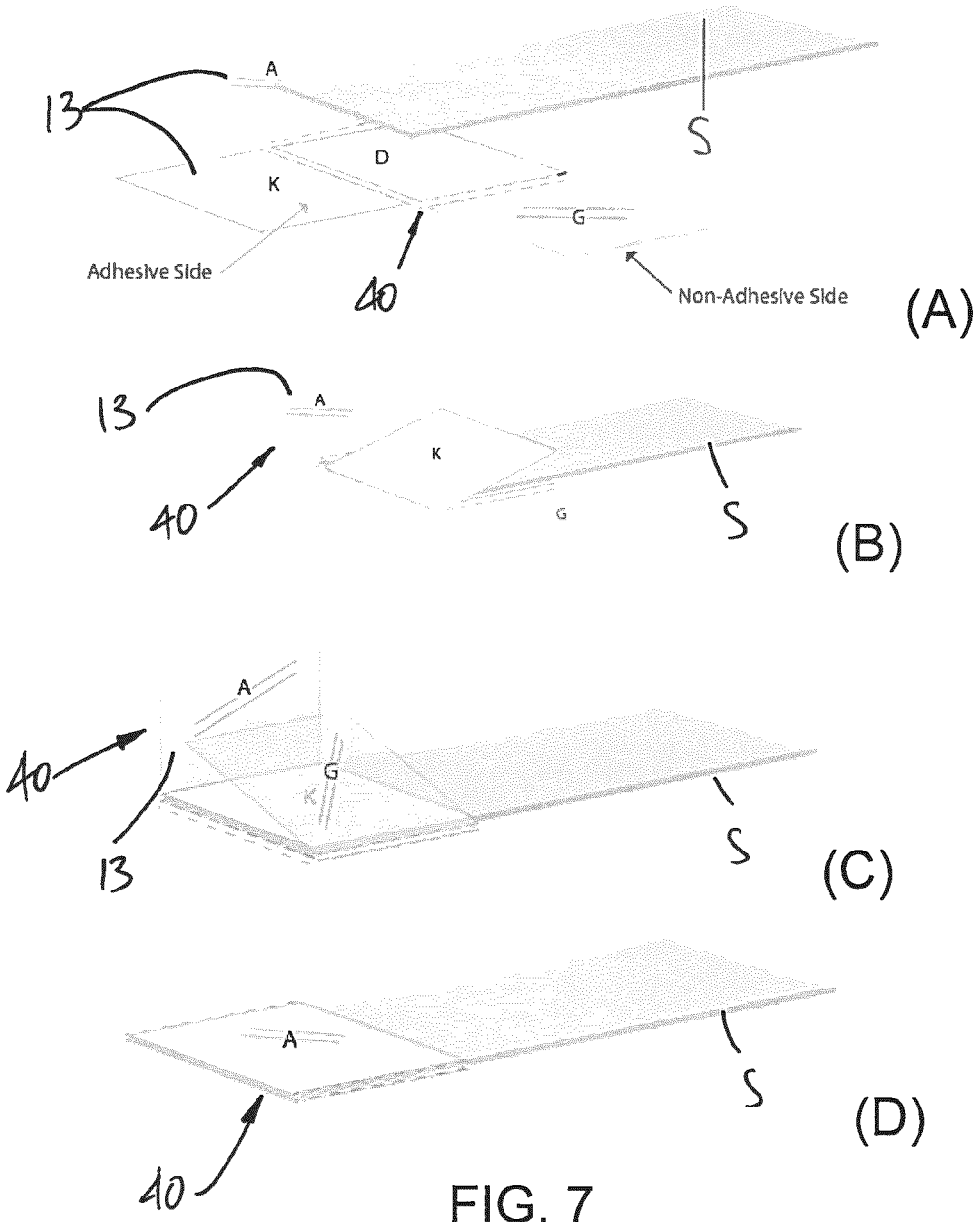 A
13
S
D
K
G
Adhesive Side
40
Non-Adhesive Side
(A)
13
A
K
40
S
G
(B)
A
40
G
K
13
S
(C)
A
S
(D)
40
FIG. 7